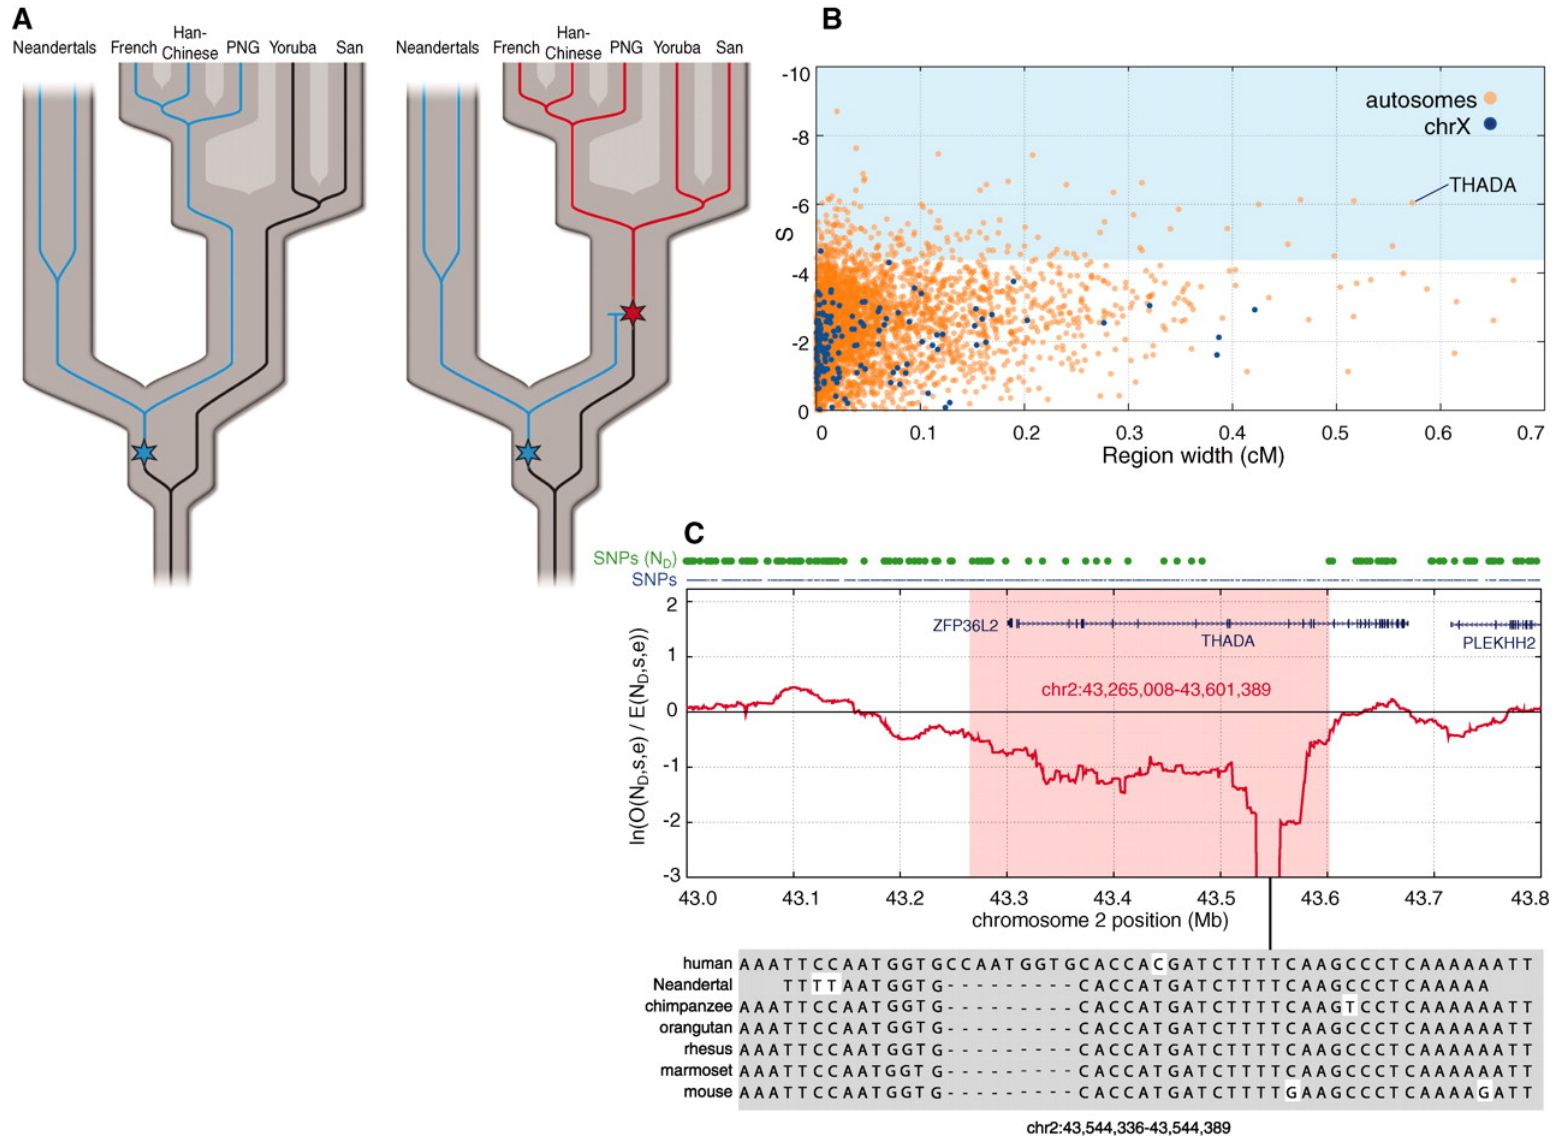 A
Neandertals French Han-Chinese PNG Yoruba San
Neandertals French Han-Chinese PNG Yoruba San
B
-10
-8
-6
-4
-2
0
S
autosomes
chrX
THADA
0 0.1 0.2 0.3 0.4 0.5 0.6 0.7
Region width (cM)
C
SNPs (N_D)
SNPs
2
1
0
-1
-2
-3
ln(O(N_D,s,e) / E(N_D,s,e))
ZFP36L2
THADA
PLEKHH2
chr2:43,265,008-43,601,389
43.0 43.1 43.2 43.3 43.4 43.5 43.6 43.7 43.8
chromosome 2 position (Mb)
human AAATTCCAATGGTGCCAATGGTGCACCACGATCTTTTCAAGCCCTCAAAAAATT
Neandertal TTTTAATGGTG---------CACCATGATCTTTTCAAGCCCTCAAAAA
chimpanzee AAATTCCAATGGTG---------CACCATGATCTTTTCAAGTCCTCAAAAAATT
orangutan AAATTCCAATGGTG---------CACCATGATCTTTTCAAGCCCTCAAAAAATT
rhesus AAATTCCAATGGTG---------CACCATGATCTTTTCAAGCCCTCAAAAAATT
marmoset AAATTCCAATGGTG---------CACCATGATCTTTTCAAGCCCTCAAAAAATT
mouse AAATTCCAATGGTG---------CACCATGATCTTTTGAAGCCCTCAAAAGATT
chr2:43,544,336-43,544,389